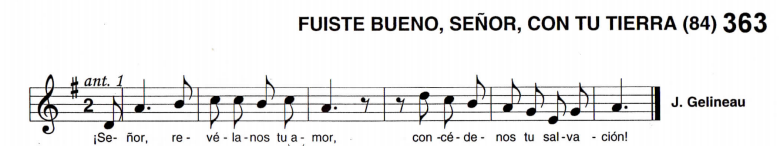 FUISTE BUENO, SEÑOR, CON TU TIERRA (84) 363
ant. 1
2
J. Gelineau
¡Se- ñor, re - vé - la-nos tu a - mor, con -cé - de - nos tu sal-va - ción!